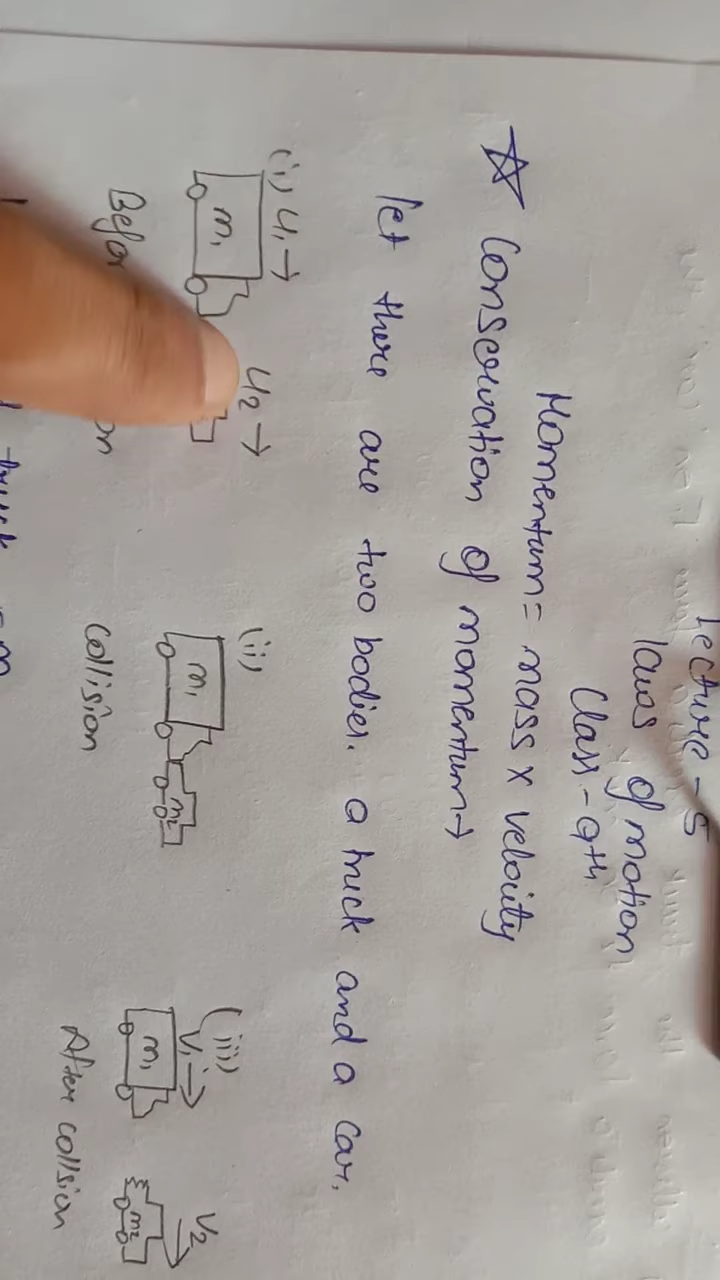 Lecture - 5
laws of motion
Class - 9th
Momentum = mass x velocity
☆ Conservation of momentum →
let there are two bodies. a truck and a car.
(i) U₁ → U₂ →
m₁
(ii)
m₁ m₂
Collision
(iii)
V₁ → V₂
m₁ m₂
After collsion